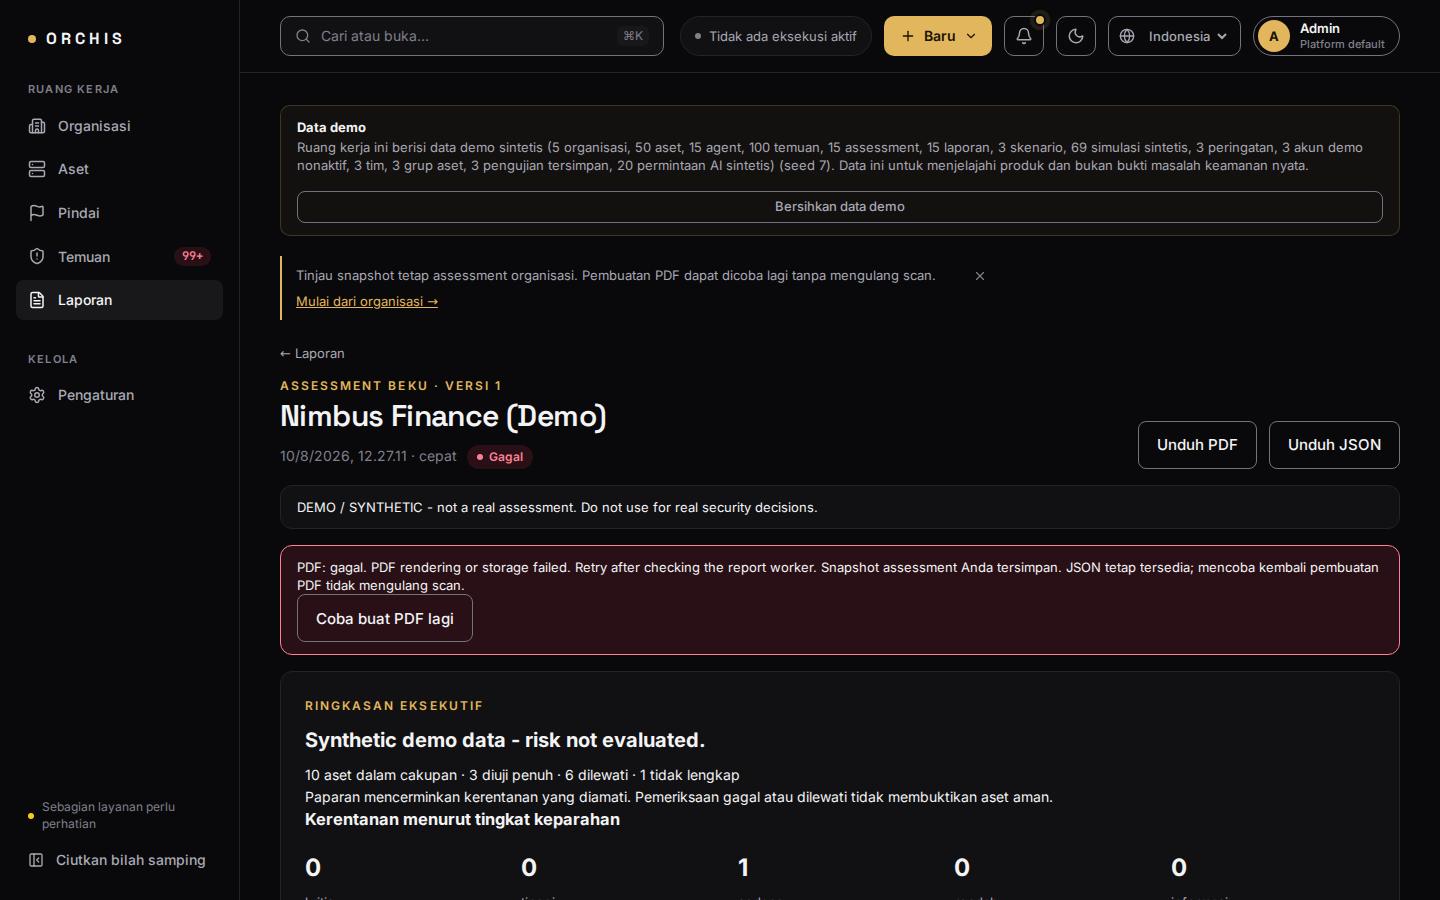 ORCHIS
Cari atau buka...
⌘K
Tidak ada eksekusi aktif
+ Baru
Indonesia
A
Admin
Platform default
RUANG KERJA
Organisasi
Aset
Pindai
Temuan
99+
Laporan
KELOLA
Pengaturan
Data demo
Ruang kerja ini berisi data demo sintetis (5 organisasi, 50 aset, 15 agent, 100 temuan, 15 assessment, 15 laporan, 3 skenario, 69 simulasi sintetis, 3 peringatan, 3 akun demo
nonaktif, 3 tim, 3 grup aset, 3 pengujian tersimpan, 20 permintaan AI sintetis) (seed 7). Data ini untuk menjelajahi produk dan bukan bukti masalah keamanan nyata.
Bersihkan data demo
Tinjau snapshot tetap assessment organisasi. Pembuatan PDF dapat dicoba lagi tanpa mengulang scan.
Mulai dari organisasi →
← Laporan
ASSESSMENT BEKU · VERSI 1
Nimbus Finance (Demo)
10/8/2026, 12.27.11 · cepat
Gagal
Unduh PDF
Unduh JSON
DEMO / SYNTHETIC - not a real assessment. Do not use for real security decisions.
PDF: gagal. PDF rendering or storage failed. Retry after checking the report worker. Snapshot assessment Anda tersimpan. JSON tetap tersedia; mencoba kembali pembuatan
PDF tidak mengulang scan.
Coba buat PDF lagi
RINGKASAN EKSEKUTIF
Synthetic demo data - risk not evaluated.
10 aset dalam cakupan · 3 diuji penuh · 6 dilewati · 1 tidak lengkap
Paparan mencerminkan kerentanan yang diamati. Pemeriksaan gagal atau dilewati tidak membuktikan aset aman.
Kerentanan menurut tingkat keparahan
0 0 1 0 0
Sebagian layanan perlu
perhatian
Ciutkan bilah samping